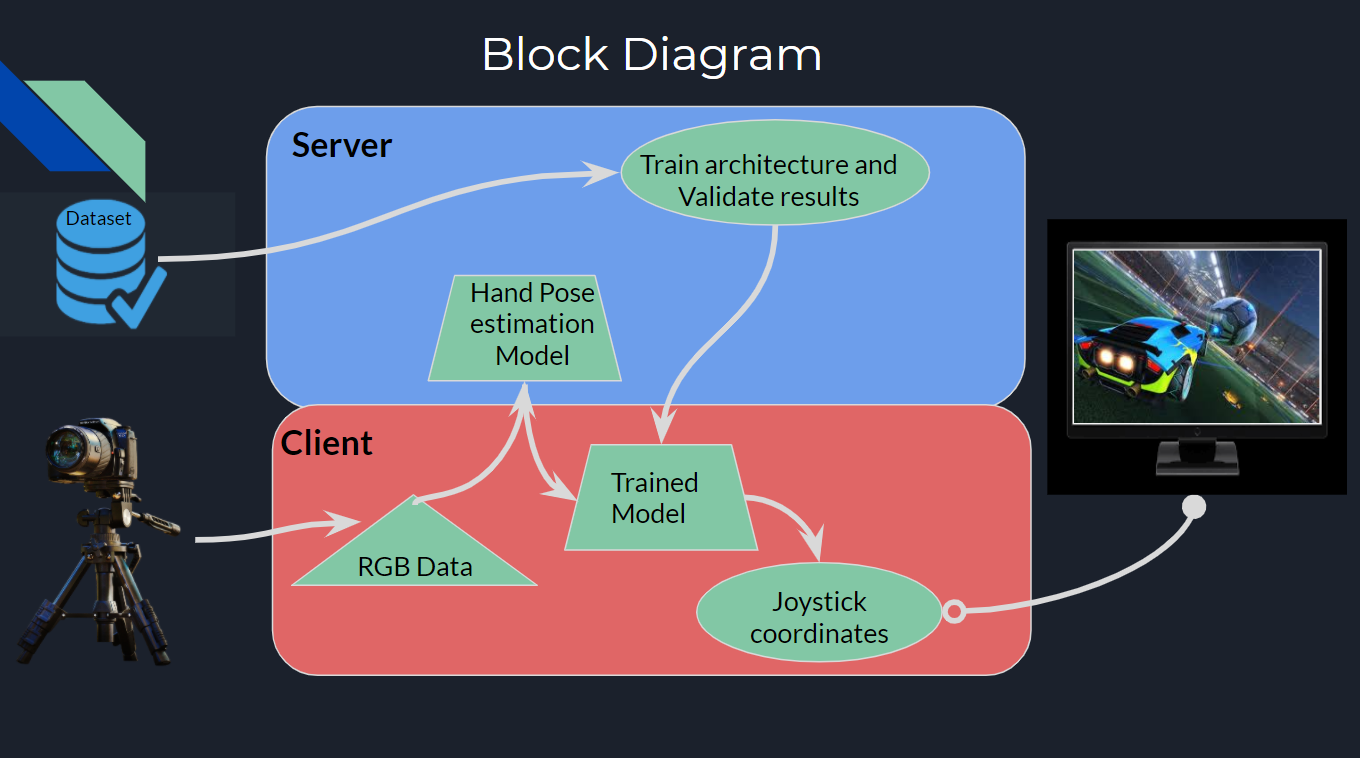 Block Diagram
Server
Train architecture and
Validate results
Dataset
Hand Pose
estimation
Model
Client
Trained
Model
RGB Data
Joystick
coordinates